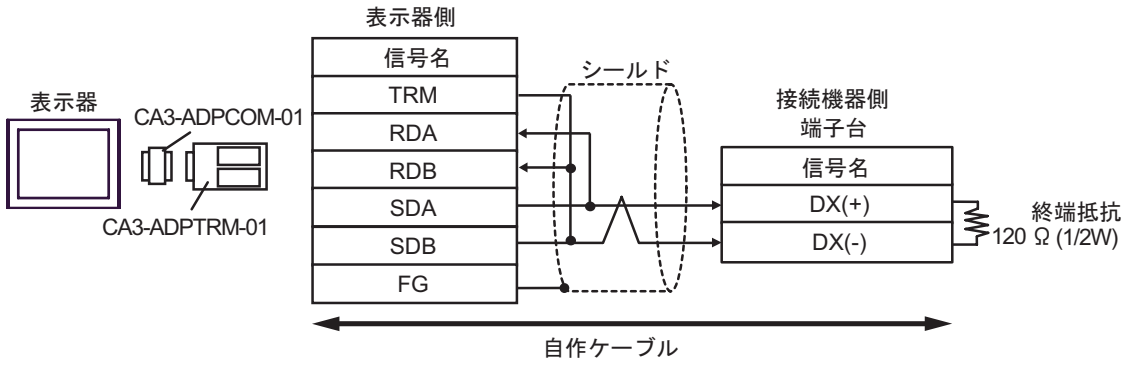 表示器側
信号名
TRM
RDA
RDB
SDA
SDB
FG
シールド
表示器
CA3-ADPCOM-01
CA3-ADPTRM-01
接続機器側
端子台
信号名
DX(+)
DX(-)
終端抵抗
120 Ω (1/2W)
自作ケーブル